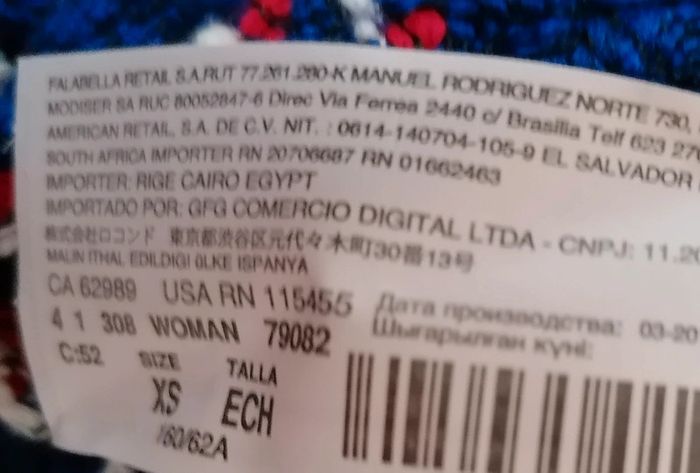 FALABELLA RETAIL S.A.RUT 77.261.280-K MANUEL RODRIGUEZ NORTE 730,
MODISER SA RUC 80052847-6 Direc Via Ferrea 2440 c/ Brasilia Telf 623 270
AMERICAN RETAIL, S.A. DE C.V. NIT. : 0614-140704-105-9 EL SALVADOR
SOUTH AFRICA IMPORTER RN 20706687 RN 01662463
IMPORTER: RIGE CAIRO EGYPT
IMPORTADO POR: GFG COMERCIO DIGITAL LTDA - CNPJ: 11.20
株式会社ロコンド 東京都渋谷区元代々木町30番13号
MALIN ITHAL EDILDIGI ÜLKE ISPANYA
CA 62989 USA RN 115455 Дата производства: 03-20
4 1 308 WOMAN 79082 Шығарылған күні:
C:52 SIZE TALLA
XS ECH
/60/62A